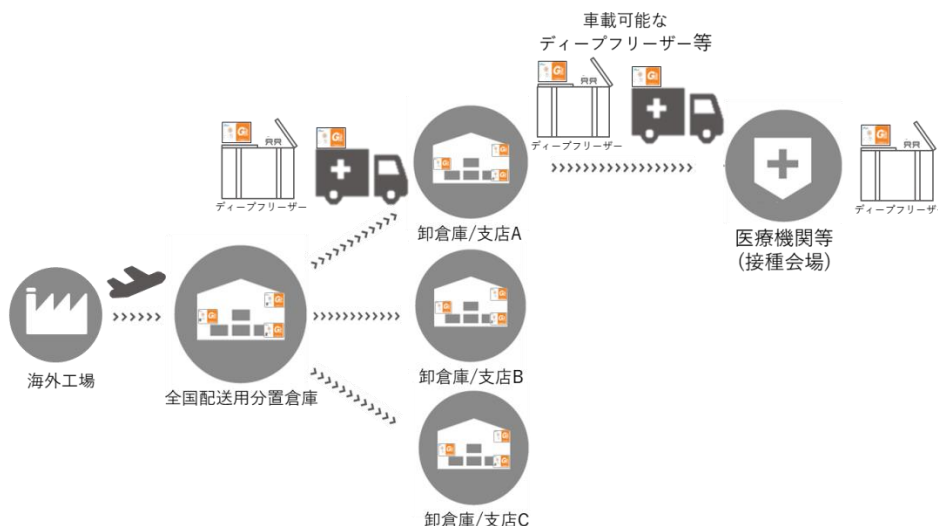 車載可能な
ディープフリーザー等
ディープフリーザー
ディープフリーザー
ディープフリーザー
卸倉庫/支店A
医療機関等
(接種会場)
海外工場
全国配送用分置倉庫
卸倉庫/支店B
卸倉庫/支店C